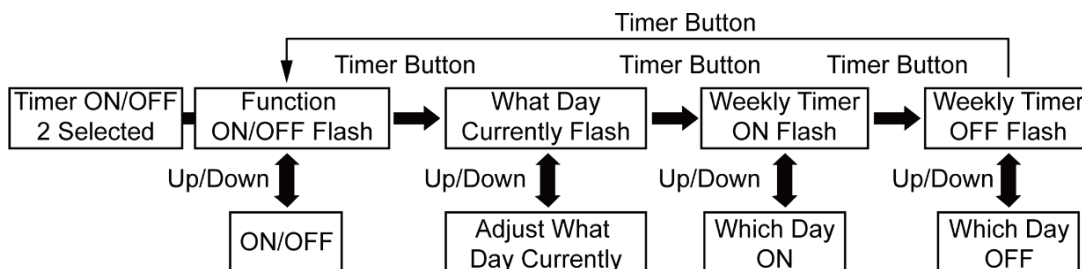 Timer Button
Timer Button
Timer Button
Timer Button
Timer ON/OFF
2 Selected
Function
ON/OFF Flash
What Day
Currently Flash
Weekly Timer
ON Flash
Weekly Timer
OFF Flash
Up/Down
Up/Down
Up/Down
Up/Down
ON/OFF
Adjust What
Day Currently
Which Day
ON
Which Day
OFF